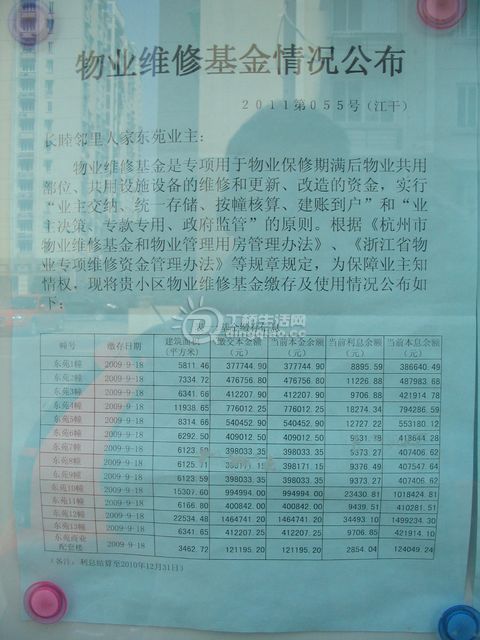 物业维修基金情况公布
2011第055号(江干)
长睦邻里人家东苑业主:
物业维修基金是专项用于物业保修期满后物业共用
部位、共用设施设备的维修和更新、改造的资金,实行
“业主交纳、统一存储、按幢核算、建账到户”和“业
主决策、专款专用、政府监管”的原则。根据《杭州市
物业维修基金和物业管理用房管理办法》、《浙江省物
业专项维修资金管理办法》等规章规定,为保障业主知
情权,现将贵小区物业维修基金缴存及使用情况公布如
下:
丁桥生活网
dingqiao.cc
基金缴存
幢号 缴存日期 建筑面积(平方米) 缴交本金额(元) 当前本金余额(元) 当前利息余额(元) 当前本息余额(元)
东苑1幢 2009-9-18 5811.46 377744.90 377744.90 8895.59 386640.49
东苑2幢 2009-9-18 7334.72 476756.80 476756.80 11226.88 487983.68
东苑3幢 2009-9-18 6341.66 412207.90 412207.90 9706.88 421914.78
东苑4幢 2009-9-18 11938.65 776012.25 776012.25 18274.34 794286.59
东苑5幢 2009-9-18 8314.66 540452.90 540452.90 12727.22 553180.12
东苑6幢 2009-9-18 6292.50 409012.50 409012.50 418644.28
东苑7幢 2009-9-18 6123.59 398033.35 398033.35 9373.27 407406.62
东苑8幢 2009-9-18 6125.71 398171.15 398171.15 9376.49 407547.64
东苑9幢 2009-9-18 6123.59 398033.35 398033.35 9373.27 407406.62
东苑10幢 2009-9-18 15307.60 994994.00 994994.00 23430.81 1018424.81
东苑11幢 2009-9-18 6166.80 400842.00 400842.00 9439.51 410281.51
东苑12幢 2009-9-18 22534.48 1464741.20 1464741.20 34493.10 1499234.30
东苑13幢 2009-9-18 6341.65 412207.25 412207.25 9706.85 421914.10
东苑商业配套楼 2009-9-18 3462.72 121195.20 121195.20 2854.04 124049.24
(备注:利息结算至2010年12月31日)